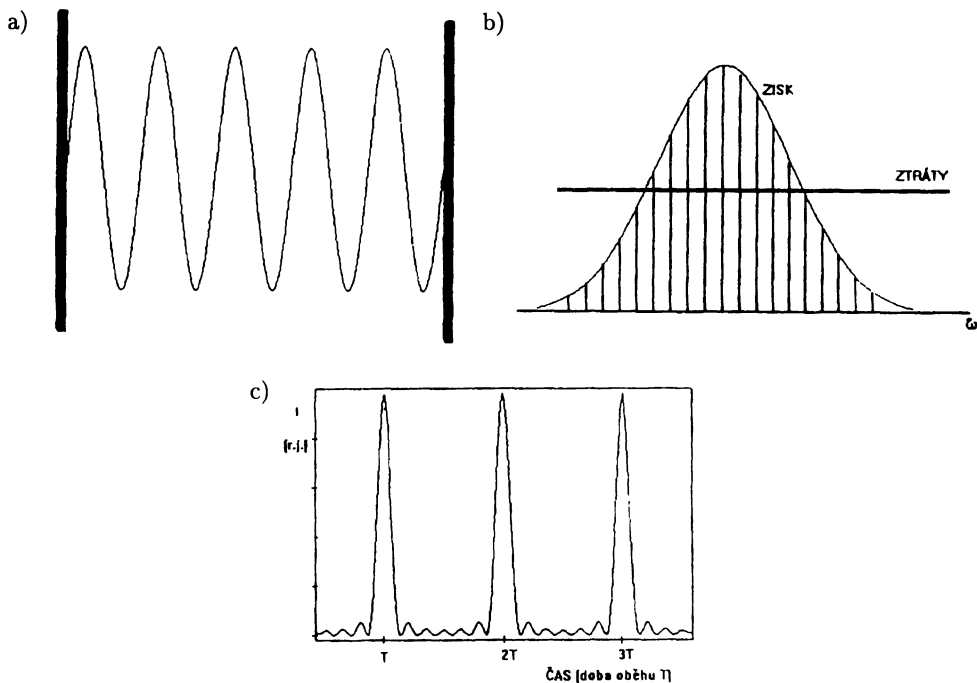 a)
b)
ZISK
ZTRÁTY
ω
c)
I
[r.j.]
T
2T
3T
ČAS [doba oběhu T]